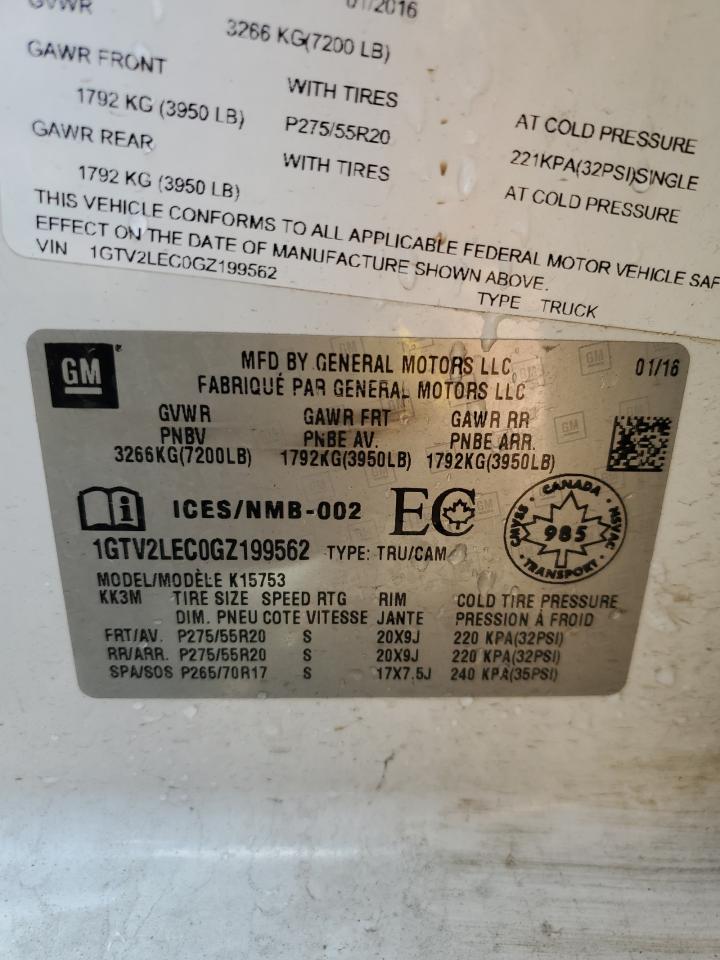 GVWR 01/2016
3266 KG(7200 LB)
GAWR FRONT WITH TIRES AT COLD PRESSURE
1792 KG (3950 LB) P275/55R20 221KPA(32PSI)SINGLE
GAWR REAR WITH TIRES AT COLD PRESSURE
1792 KG (3950 LB)
THIS VEHICLE CONFORMS TO ALL APPLICABLE FEDERAL MOTOR VEHICLE SAF
EFFECT ON THE DATE OF MANUFACTURE SHOWN ABOVE.
VIN 1GTV2LEC0GZ199562 TYPE TRUCK
GM MFD BY GENERAL MOTORS LLC 01/16
FABRIQUÉ PAR GENERAL MOTORS LLC
GVWR GAWR FRT GAWR RR
PNBV PNBE AV. PNBE ARR.
3266KG(7200LB) 1792KG(3950LB) 1792KG(3950LB)
ICES/NMB-002 EC
CANADA
CMVSS 985 NSVAC
TRANSPORT
1GTV2LEC0GZ199562 TYPE: TRU/CAM
MODEL/MODÈLE K15753
KK3M TIRE SIZE SPEED RTG RIM COLD TIRE PRESSURE
DIM. PNEU COTE VITESSE JANTE PRESSION À FROID
FRT/AV. P275/55R20 S 20X9J 220 KPA(32PSI)
RR/ARR. P275/55R20 S 20X9J 220 KPA(32PSI)
SPA/SOS P265/70R17 S 17X7.5J 240 KPA(35PSI)